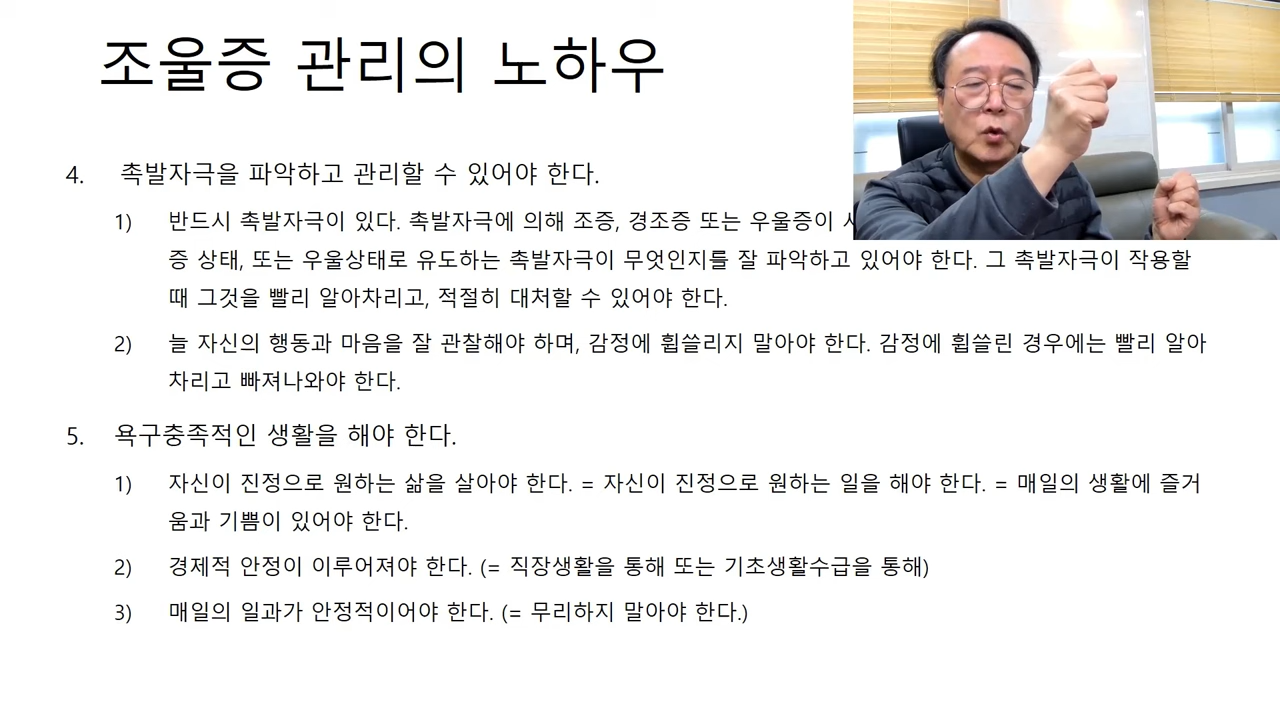 조울증 관리의 노하우
4. 촉발자극을 파악하고 관리할 수 있어야 한다.
1) 반드시 촉발자극이 있다. 촉발자극에 의해 조증, 경조증 또는 우울증이
증 상태, 또는 우울상태로 유도하는 촉발자극이 무엇인지를 잘 파악하고 있어야 한다. 그 촉발자극이 작용할
때 그것을 빨리 알아차리고, 적절히 대처할 수 있어야 한다.
2) 늘 자신의 행동과 마음을 잘 관찰해야 하며, 감정에 휩쓸리지 말아야 한다. 감정에 휩쓸린 경우에는 빨리 알아
차리고 빠져나와야 한다.
5. 욕구충족적인 생활을 해야 한다.
1) 자신이 진정으로 원하는 삶을 살아야 한다. = 자신이 진정으로 원하는 일을 해야 한다. = 매일의 생활에 즐거
움과 기쁨이 있어야 한다.
2) 경제적 안정이 이루어져야 한다. (= 직장생활을 통해 또는 기초생활수급을 통해)
3) 매일의 일과가 안정적이어야 한다. (= 무리하지 말아야 한다.)